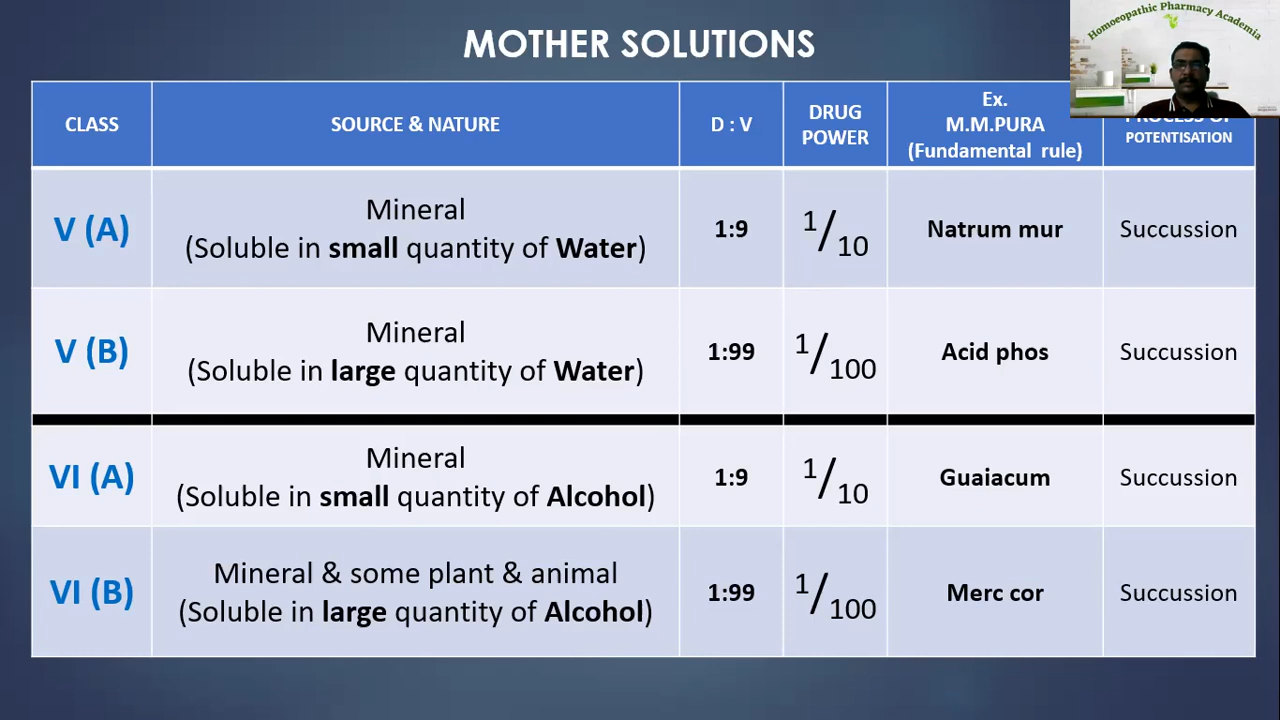 MOTHER SOLUTIONS
Homoeopathic Pharmacy Academia
CLASS
SOURCE & NATURE
D : V
DRUG
POWER
Ex.
M.M.PURA
(Fundamental rule)
PROCESS OF
POTENTISATION
V (A)
Mineral
(Soluble in small quantity of Water)
1:9
1/10
Natrum mur
Succussion
V (B)
Mineral
(Soluble in large quantity of Water)
1:99
1/100
Acid phos
Succussion
VI (A)
Mineral
(Soluble in small quantity of Alcohol)
1:9
1/10
Guaiacum
Succussion
VI (B)
Mineral & some plant & animal
(Soluble in large quantity of Alcohol)
1:99
1/100
Merc cor
Succussion